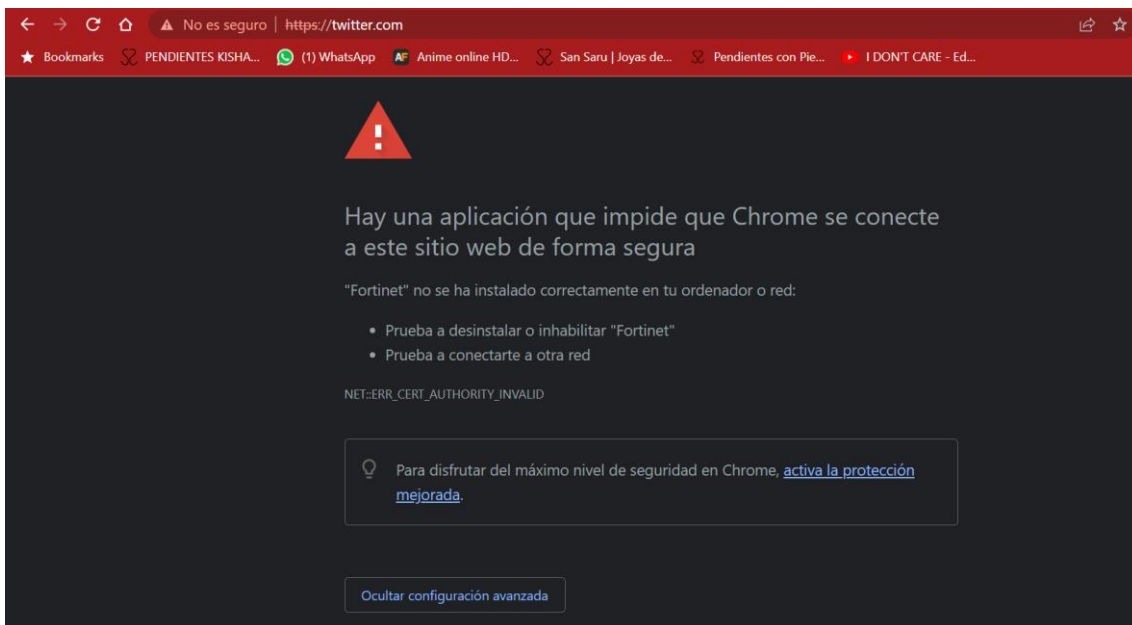 No es seguro | https://twitter.com
Bookmarks PENDIENTES KISHA... (1) WhatsApp AF Anime online HD... San Saru | Joyas de... Pendientes con Pie... I DON'T CARE - Ed...
!
Hay una aplicación que impide que Chrome se conecte
a este sitio web de forma segura
"Fortinet" no se ha instalado correctamente en tu ordenador o red:
• Prueba a desinstalar o inhabilitar "Fortinet"
• Prueba a conectarte a otra red
NET::ERR_CERT_AUTHORITY_INVALID
Para disfrutar del máximo nivel de seguridad en Chrome, activa la protección
mejorada.
Ocultar configuración avanzada